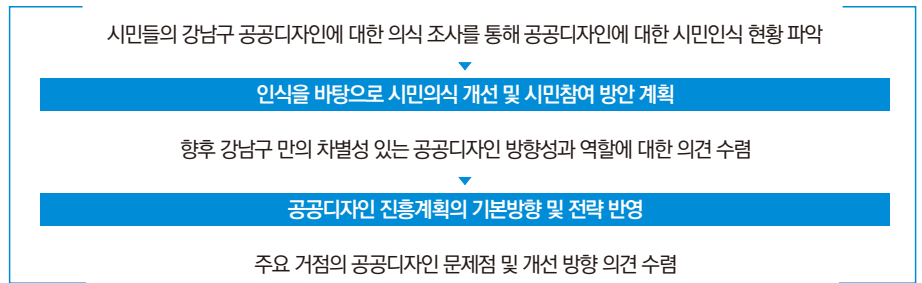 시민들의 강남구 공공디자인에 대한 의식 조사를 통해 공공디자인에 대한 시민인식 현황 파악
인식을 바탕으로 시민의식 개선 및 시민참여 방안 계획
향후 강남구 만의 차별성 있는 공공디자인 방향성과 역할에 대한 의견 수렴
공공디자인 진흥계획의 기본방향 및 전략 반영
주요 거점의 공공디자인 문제점 및 개선 방향 의견 수렴